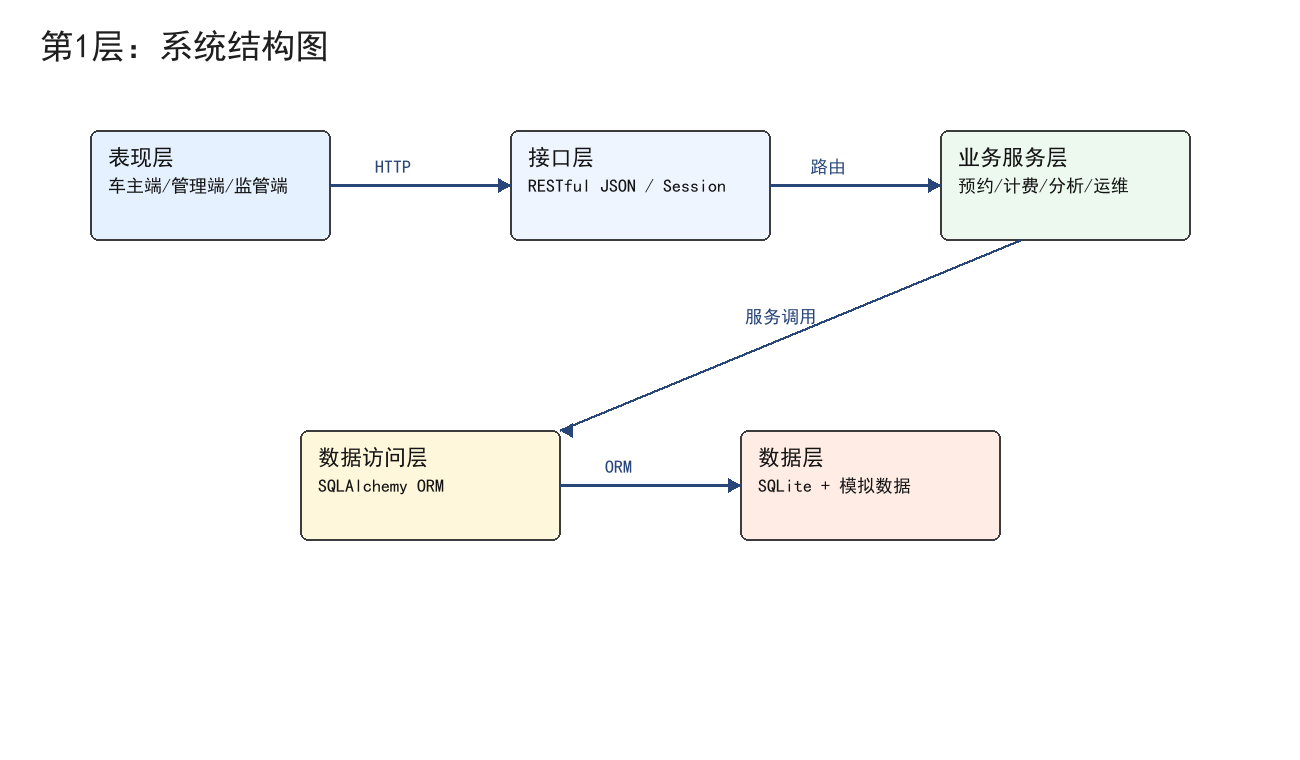 第1层：系统结构图
表现层
车主端/管理端/监管端
HTTP
接口层
RESTful JSON / Session
路由
业务服务层
预约/计费/分析/运维
服务调用
数据访问层
SQLAlchemy ORM
ORM
数据层
SQLite + 模拟数据